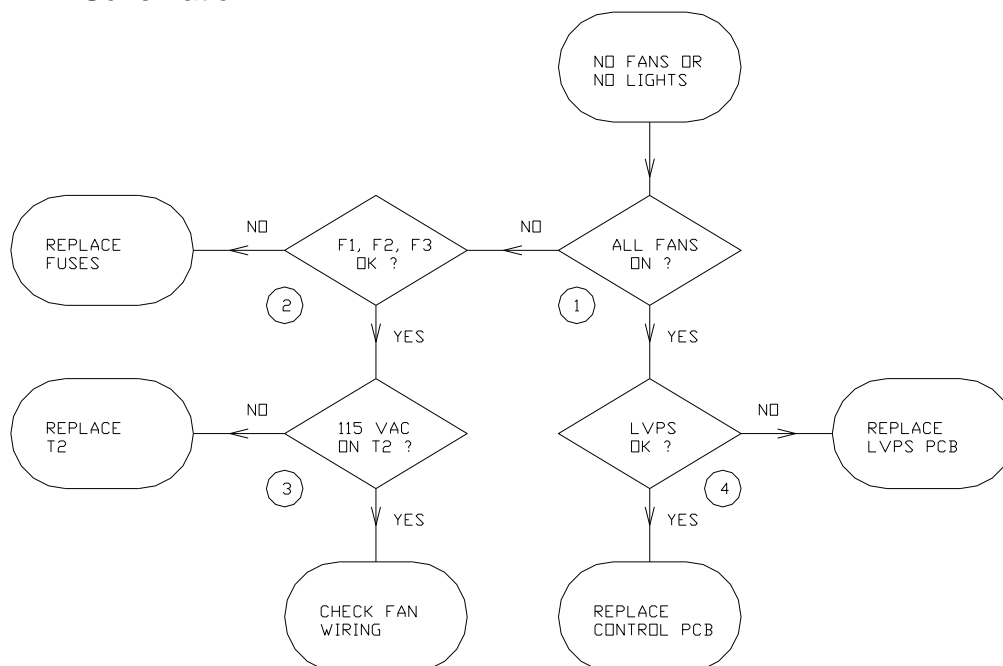 NO FANS OR
NO LIGHTS
NO
NO
REPLACE
FUSES
F1, F2, F3
OK ?
ALL FANS
ON ?
2
1
YES
YES
NO
NO
REPLACE
T2
115 VAC
ON T2 ?
LVPS
OK ?
REPLACE
LVPS PCB
3
4
YES
YES
CHECK FAN
WIRING
REPLACE
CONTROL PCB